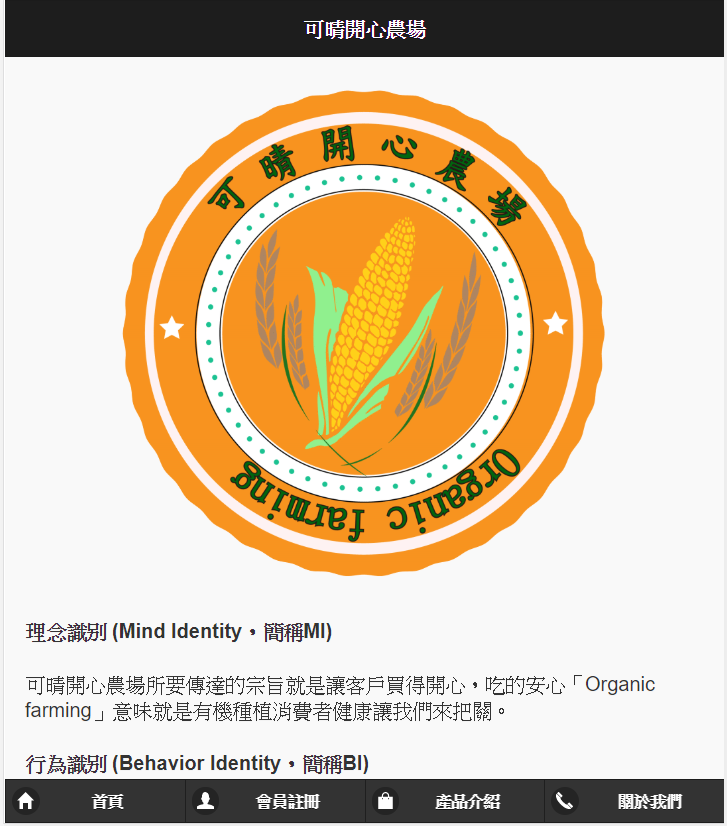 可晴開心農場
可晴開心農場
Organic farming
理念識別 (Mind Identity，簡稱MI)
可晴開心農場所要傳達的宗旨就是讓客戶買得開心，吃的安心「Organic
farming」意味就是有機種植消費者健康讓我們來把關。
行為識別 (Behavior Identity，簡稱BI)
首頁 會員註冊 產品介紹 關於我們